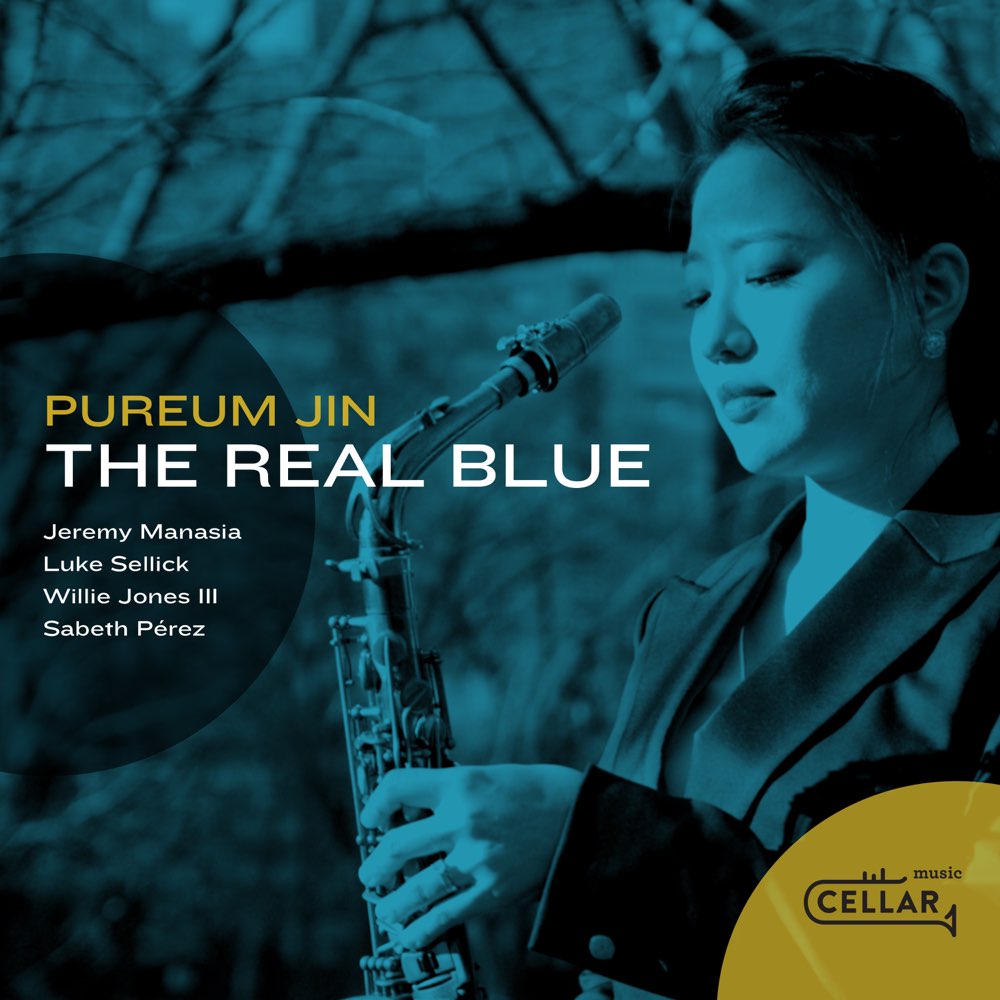 PUREUM JIN
THE REAL BLUE
Jeremy Manasia
Luke Sellick
Willie Jones III
Sabeth Pérez
music
CELLAR